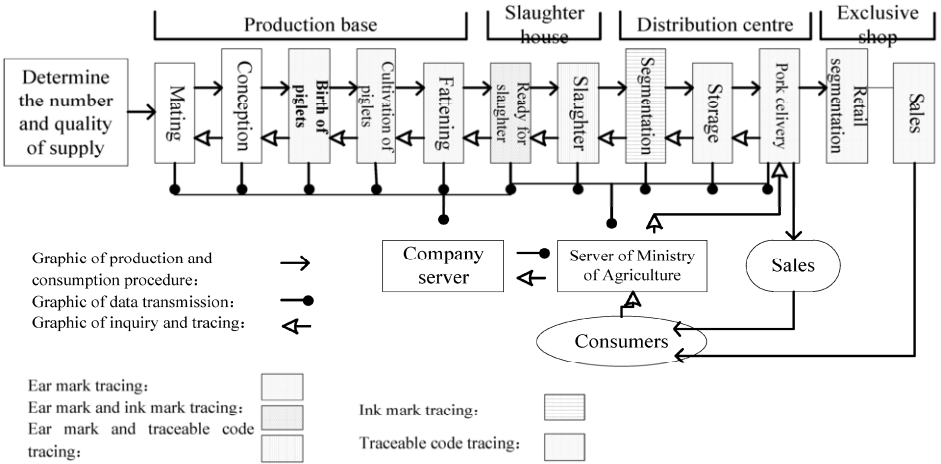 Production base
Slaughter
house
Distribution centre
Exclusive
shop
Determine
the number
and quality
of supply
Mating
Conception
Birth of
piglets
Cultivation of
piglets
Fattening
Ready for
slaughter
Slaughter
Segmentation
Storage
Pork celivery
Retail
segmentation
Sales
Company
server
Server of Ministry
of Agriculture
Sales
Consumers
Graphic of production and
consumption procedure:
Graphic of data transmission:
Graphic of inquiry and tracing:
Ear mark tracing:
Ear mark and ink mark tracing:
Ear mark and traceable code
tracing:
Ink mark tracing:
Traceable code tracing: